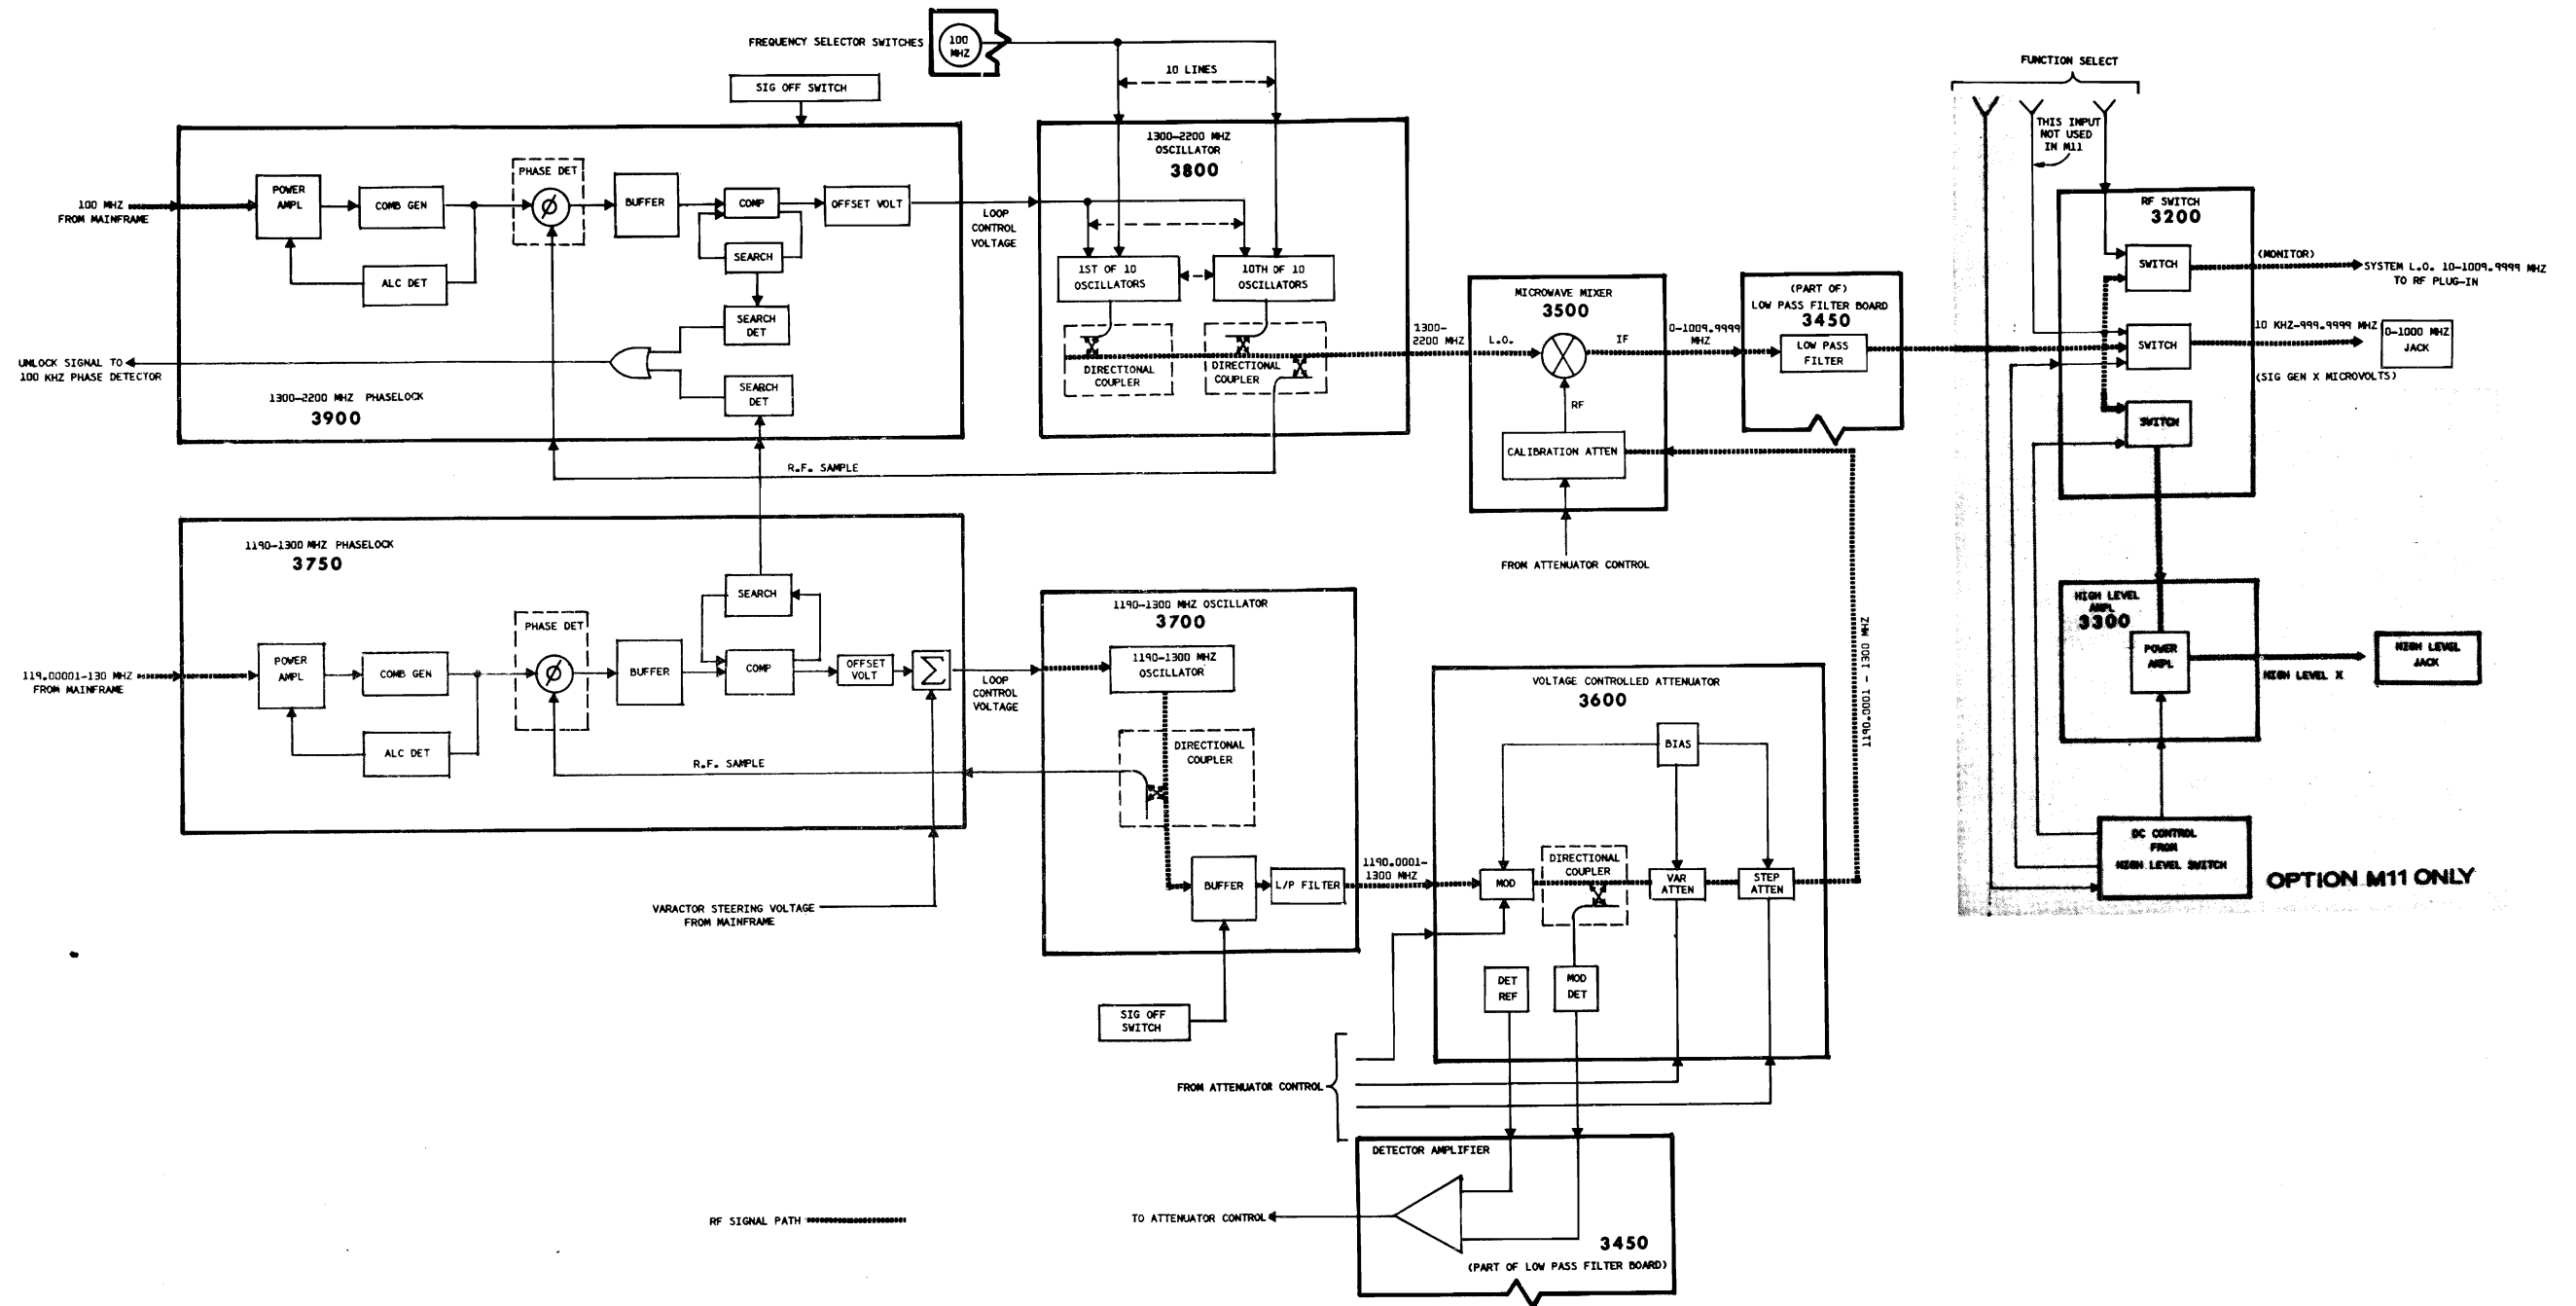 FREQUENCY SELECTOR SWITCHES
100
MHZ
10 LINES
SIG OFF SWITCH
100 MHZ
FROM MAINFRAME
POWER
AMPL
COMB GEN
ALC DET
PHASE DET
Ø
BUFFER
COMP
OFFSET VOLT
SEARCH
SEARCH
DET
SEARCH
DET
UNLOCK SIGNAL TO
100 KHZ PHASE DETECTOR
1300-2200 MHZ PHASELOCK
3900
LOOP
CONTROL
VOLTAGE
1300-2200 MHZ
OSCILLATOR
3800
1ST OF 10
OSCILLATORS
10TH OF 10
OSCILLATORS
DIRECTIONAL
COUPLER
DIRECTIONAL
COUPLER
R.F. SAMPLE
1300-
2200 MHZ
MICROWAVE MIXER
3500
L.O.
IF
RF
CALIBRATION ATTEN
FROM ATTENUATOR CONTROL
0-1009.9999
MHZ
(PART OF)
LOW PASS FILTER BOARD
3450
LOW PASS
FILTER
FUNCTION SELECT
THIS INPUT
NOT USED
IN M11
RF SWITCH
3200
SWITCH
SWITCH
SWITCH
(MONITOR)
SYSTEM L.O. 10-1009.9999 MHZ
TO RF PLUG-IN
10 KHZ-999.9999 MHZ
0-1000 MHZ
JACK
(SIG GEN X MICROVOLTS)
HIGH LEVEL
AMPL
3300
POWER
AMPL
HIGH LEVEL X
HIGH LEVEL
JACK
DC CONTROL
FROM
HIGH LEVEL SWITCH
OPTION M11 ONLY
1190-1300 MHZ PHASELOCK
3750
119.00001-130 MHZ
FROM MAINFRAME
POWER
AMPL
COMB GEN
ALC DET
PHASE DET
Ø
BUFFER
SEARCH
COMP
OFFSET
VOLT
Σ
R.F. SAMPLE
LOOP
CONTROL
VOLTAGE
VARACTOR STEERING VOLTAGE
FROM MAINFRAME
1190-1300 MHZ OSCILLATOR
3700
1190-1300 MHZ
OSCILLATOR
DIRECTIONAL
COUPLER
BUFFER
L/P FILTER
SIG OFF
SWITCH
1190.0001-
1300 MHZ
VOLTAGE CONTROLLED ATTENUATOR
3600
BIAS
MOD
DIRECTIONAL
COUPLER
VAR
ATTEN
STEP
ATTEN
DET
REF
MOD
DET
1190.0001 - 1300 MHZ
FROM ATTENUATOR CONTROL
DETECTOR AMPLIFIER
TO ATTENUATOR CONTROL
3450
(PART OF LOW PASS FILTER BOARD)
RF SIGNAL PATH